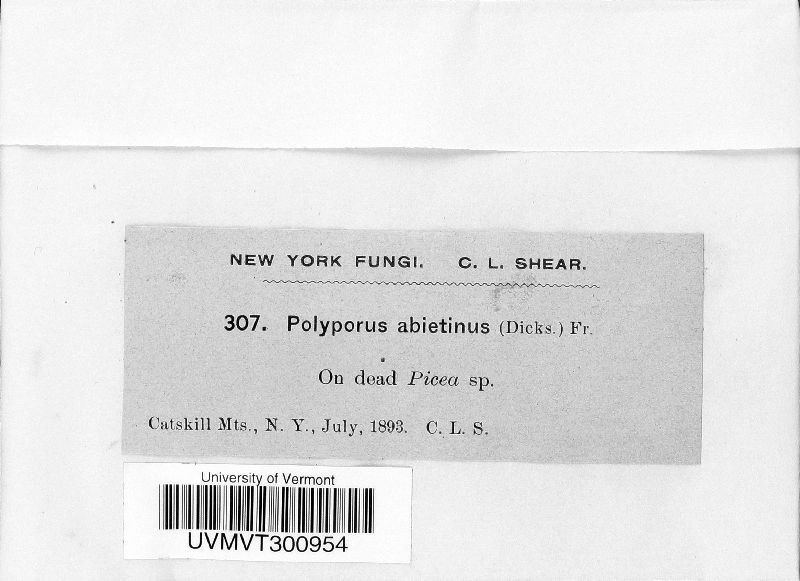 NEW YORK FUNGI. C. L. SHEAR.
307. Polyporus abietinus (Dicks.) Fr.
On dead Picea sp.
Catskill Mts., N. Y., July, 1893. C. L. S.
University of Vermont
UVMVT300954